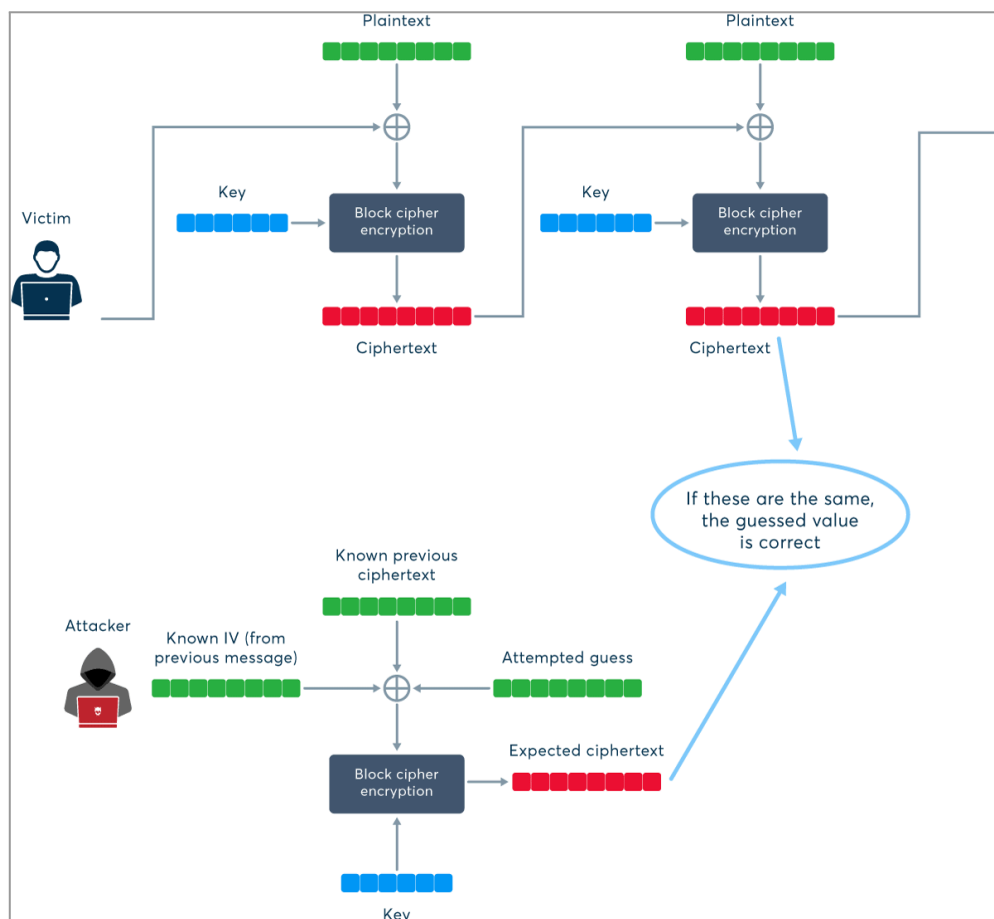 Plaintext
Plaintext
Key
Block cipher
encryption
Key
Block cipher
encryption
Victim
Ciphertext
Ciphertext
If these are the same,
the guessed value
is correct
Known previous
ciphertext
Attacker
Known IV (from
previous message)
Attempted guess
Expected ciphertext
Block cipher
encryption
Key